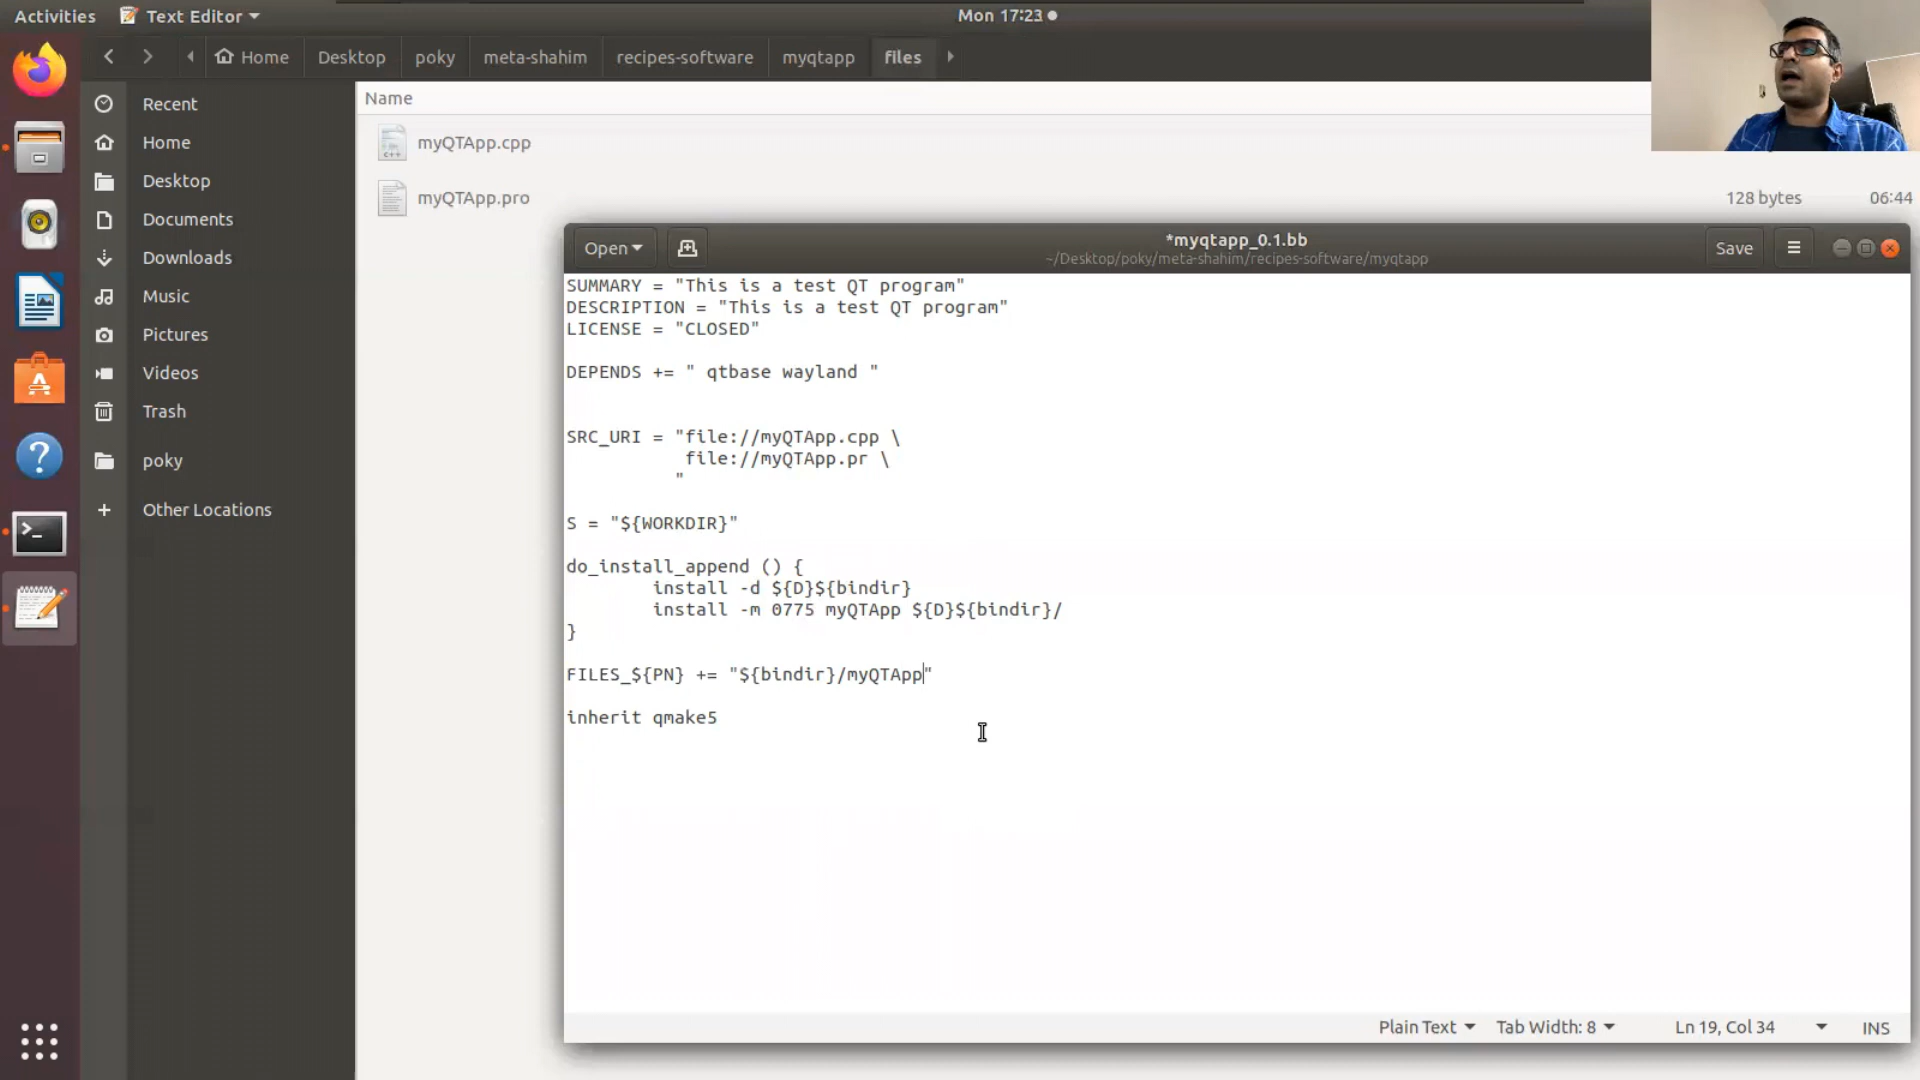 Activities
Text Editor
Mon 17:23
Home
Desktop
poky
meta-shahim
recipes-software
myqtapp
files
Recent
Home
Desktop
Documents
Downloads
Music
Pictures
Videos
Trash
poky
Other Locations
Name
myQTApp.cpp
myQTApp.pro
128 bytes
06:44
Open
*myqtapp_0.1.bb
~/Desktop/poky/meta-shahim/recipes-software/myqtapp
Save
SUMMARY = "This is a test QT program"
DESCRIPTION = "This is a test QT program"
LICENSE = "CLOSED"
DEPENDS += " qtbase wayland "
SRC_URI = "file://myQTApp.cpp \
file://myQTApp.pr \
"
S = "${WORKDIR}"
do_install_append () {
install -d ${D}${bindir}
install -m 0775 myQTApp ${D}${bindir}/
}
FILES_${PN} += "${bindir}/myQTApp"
inherit qmake5
Plain Text
Tab Width: 8
Ln 19, Col 34
INS